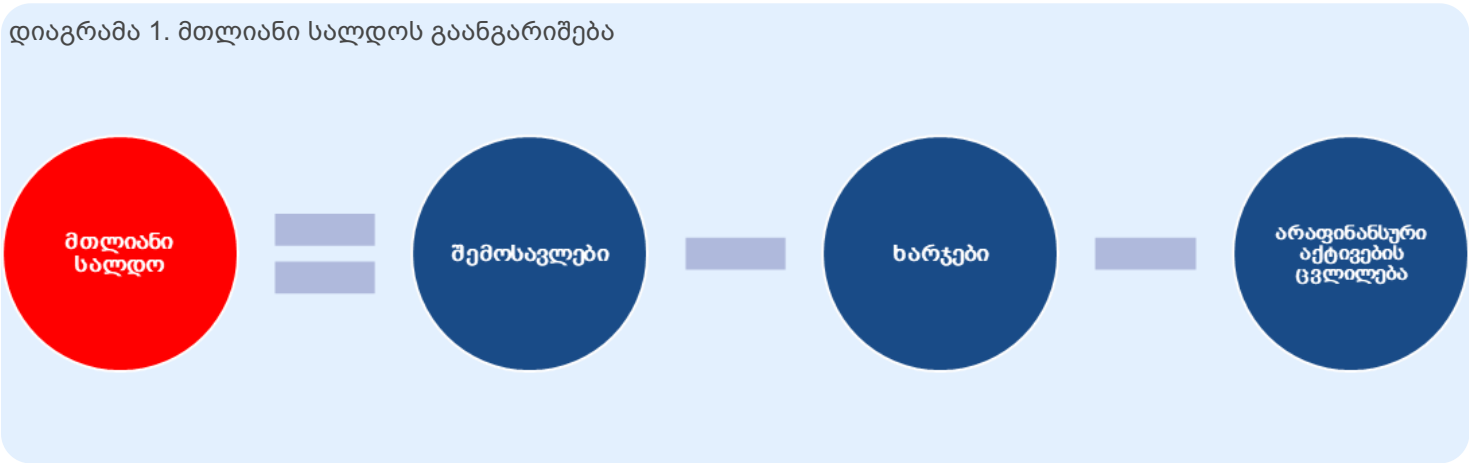 დიაგრამა 1. მთლიანი სალდოს გაანგარიშება
მთლიანი
სალდო
შემოსავლები
ხარჯები
არაფინანსური
აქტივების
ცვლილება